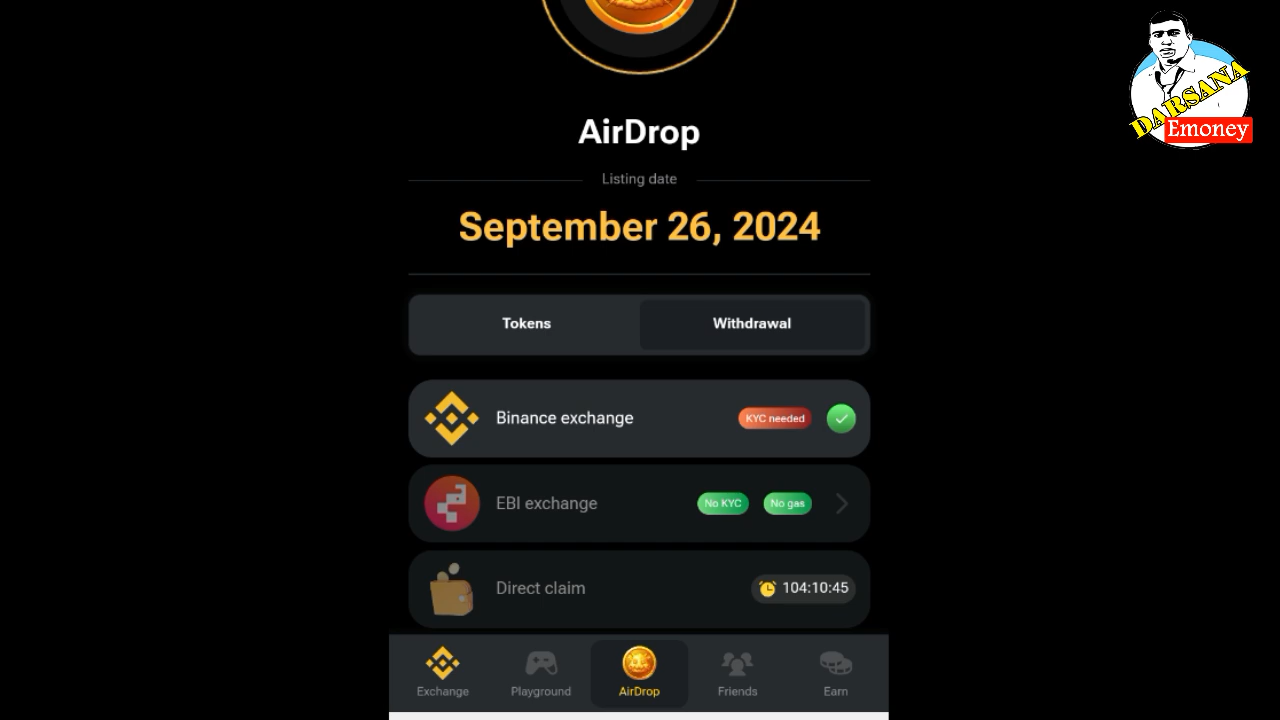 DARSANA
Emoney
AirDrop
Listing date
September 26, 2024
Tokens
Withdrawal
Binance exchange
KYC needed
EBI exchange
No KYC
No gas
Direct claim
104:10:45
Exchange
Playground
AirDrop
Friends
Earn